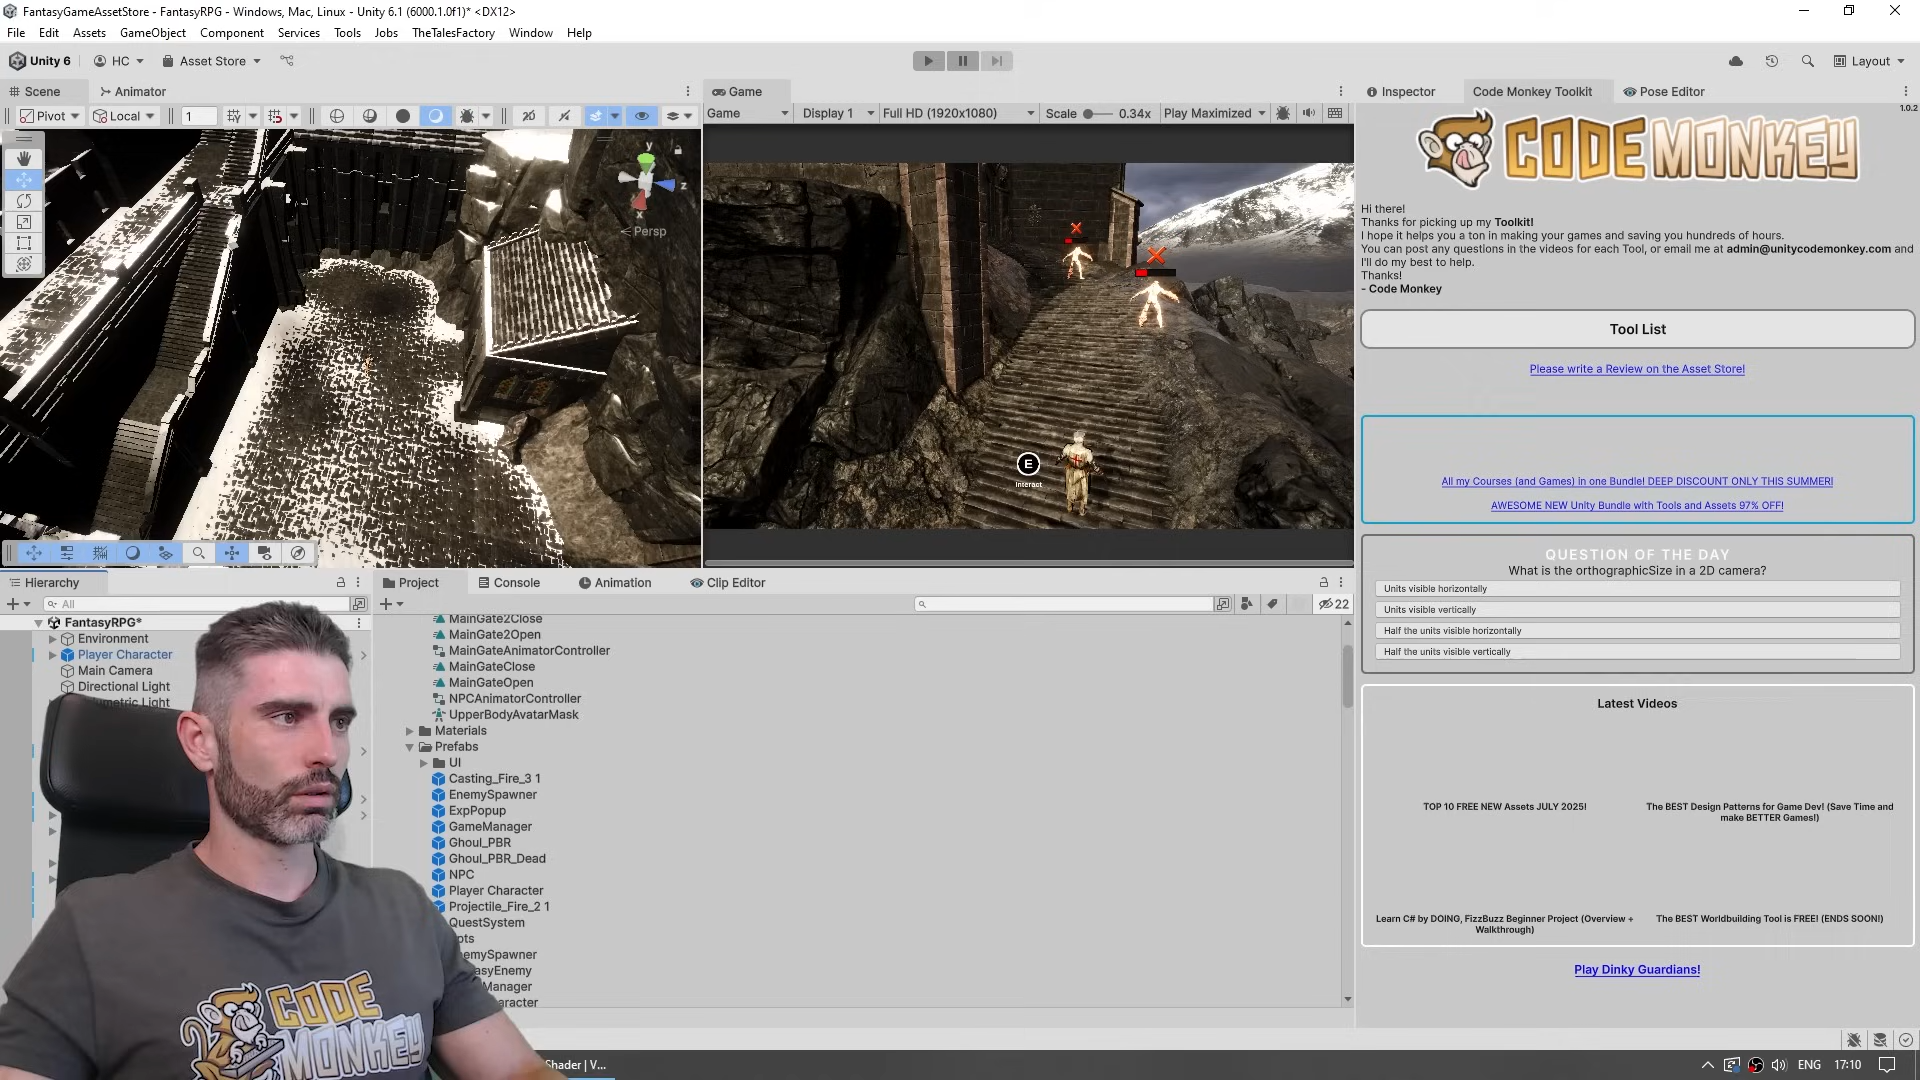 FantasyGameAssetStore - FantasyRPG - Windows, Mac, Linux - Unity 6.1 (6000.1.0f1)* <DX12>
File Edit Assets GameObject Component Services Tools Jobs TheTalesFactory Window Help
Unity 6 HC Asset Store Layout
Scene Animator
Pivot Local 1 2D
y
z
x
Persp
Game
Game Display 1 Full HD (1920x1080) Scale 0.34x Play Maximized
E
Interact
Inspector Code Monkey Toolkit Pose Editor
1.0.2
CODE MONKEY
Hi there!
Thanks for picking up my Toolkit!
I hope it helps you a ton in making your games and saving you hundreds of hours.
You can post any questions in the videos for each Tool, or email me at admin@unitycodemonkey.com and
I'll do my best to help.
Thanks!
- Code Monkey
Tool List
Please write a Review on the Asset Store!
All my Courses (and Games) in one Bundle! DEEP DISCOUNT ONLY THIS SUMMER!
AWESOME NEW Unity Bundle with Tools and Assets 97% OFF!
QUESTION OF THE DAY
What is the orthographicSize in a 2D camera?
Units visible horizontally
Units visible vertically
Half the units visible horizontally
Half the units visible vertically
Latest Videos
TOP 10 FREE NEW Assets JULY 2025!
The BEST Design Patterns for Game Dev! (Save Time and
make BETTER Games!)
Learn C# by DOING, FizzBuzz Beginner Project (Overview +
Walkthrough)
The BEST Worldbuilding Tool is FREE! (ENDS SOON!)
Play Dinky Guardians!
Hierarchy
All
FantasyRPG*
Environment
Player Character
Main Camera
Directional Light
umetric Light
Project Console Animation Clip Editor
22
MainGate2Close
MainGate2Open
MainGateAnimatorController
MainGateClose
MainGateOpen
NPCAnimatorController
UpperBodyAvatarMask
Materials
Prefabs
UI
Casting_Fire_3 1
EnemySpawner
ExpPopup
GameManager
Ghoul_PBR
Ghoul_PBR_Dead
NPC
Player Character
Projectile_Fire_2 1
QuestSystem
pts
emySpawner
asyEnemy
Manager
aracter
CODE
MONKEY
Shader | V...
ENG 17:10